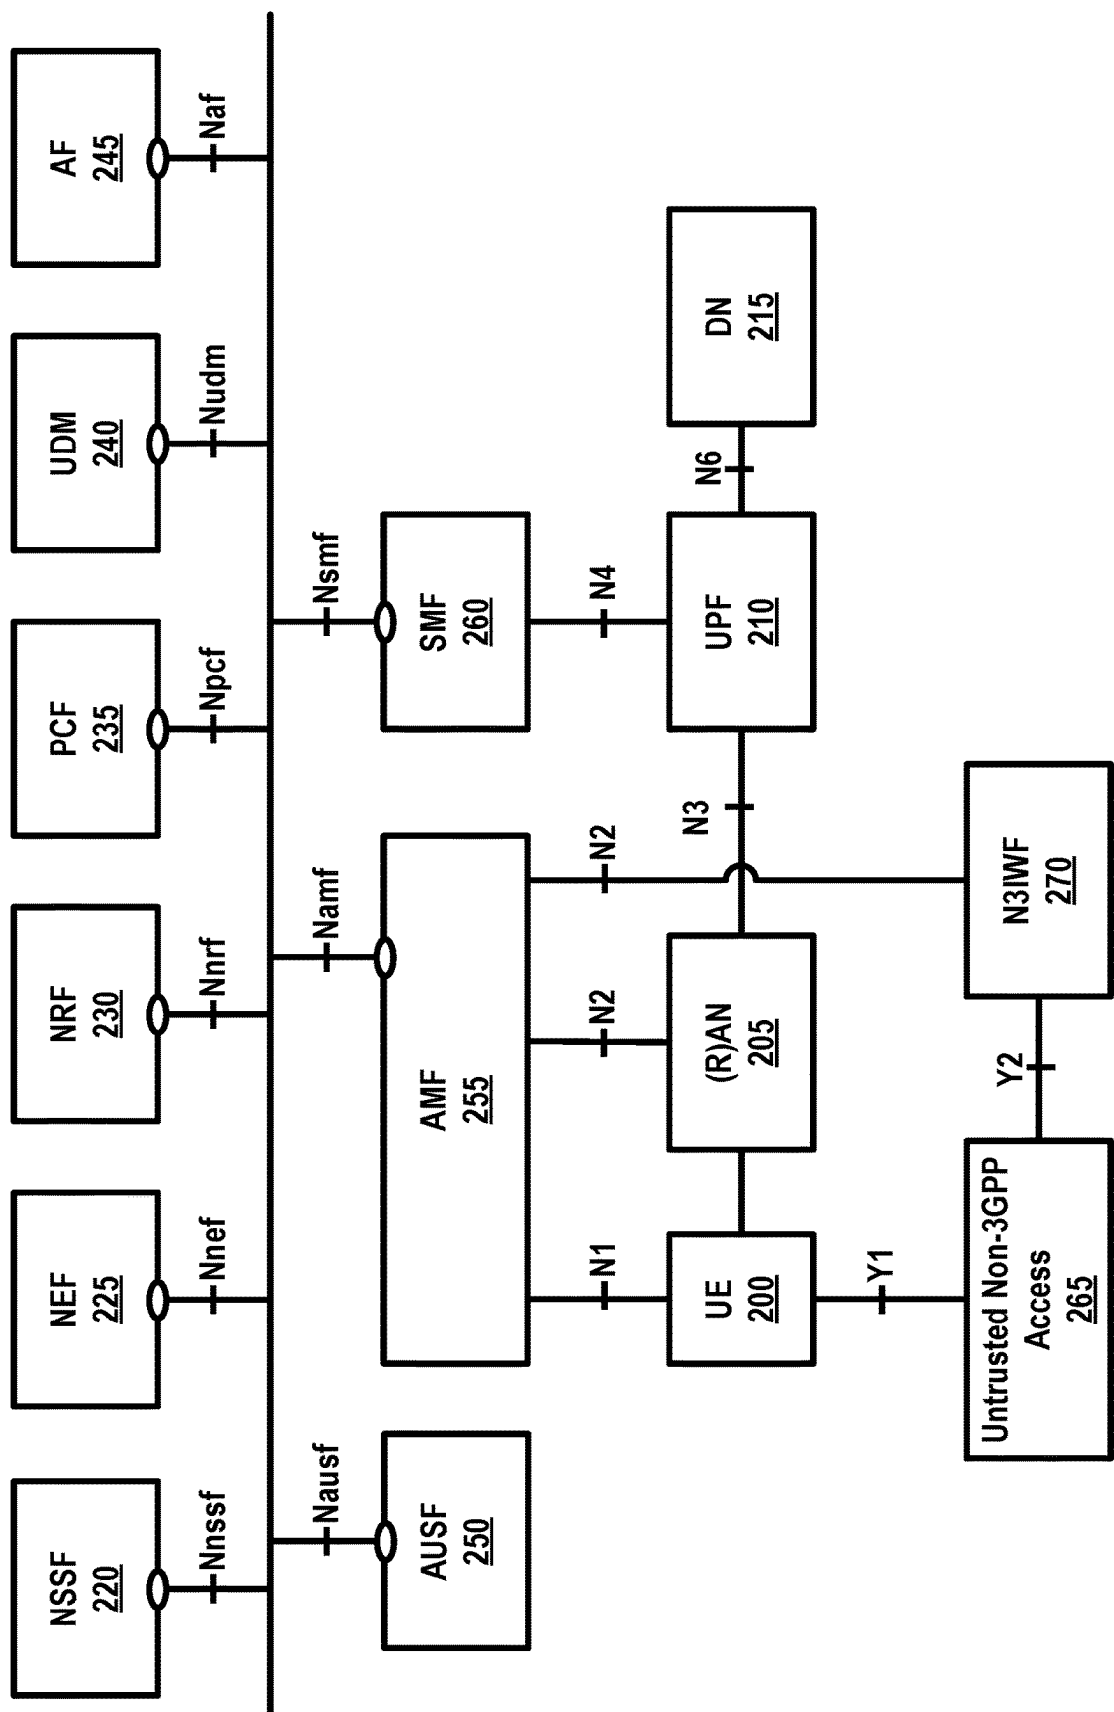 NSSF
220
NEF
225
NRF
230
PCF
235
UDM
240
AF
245
Nnssf
Nnef
Nnrf
Npcf
Nudm
Naf
Nausf
Namf
Nsmf
AUSF
250
AMF
255
SMF
260
N1
N2
N2
N4
UE
200
(R)AN
205
N3
UPF
210
N6
DN
215
Y1
Untrusted Non-3GPP
Access
265
Y2
N3IWF
270